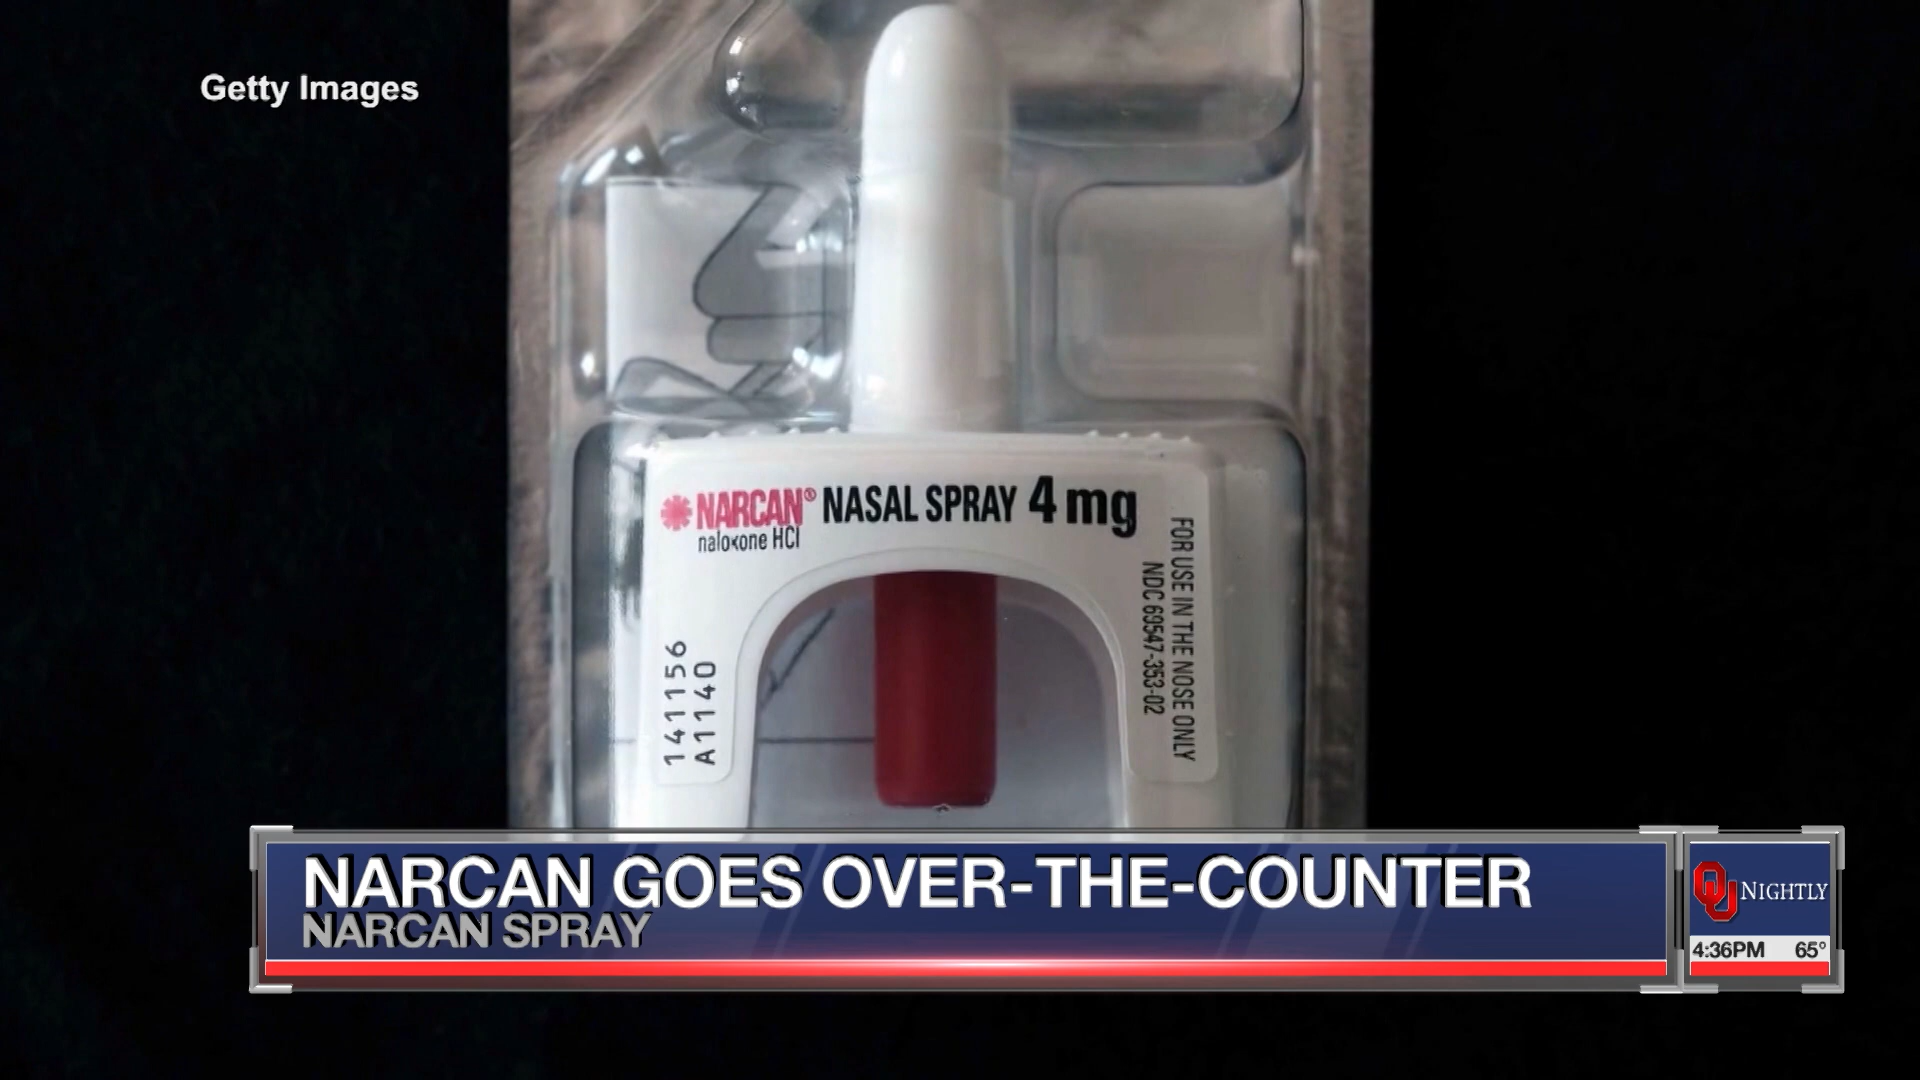 Getty Images
NARCAN® NASAL SPRAY 4 mg
naloxone HCl
FOR USE IN THE NOSE ONLY
NDC 69547-353-02
141156
A1140
NARCAN GOES OVER-THE-COUNTER
NARCAN SPRAY
OU NIGHTLY
4:36PM 65°